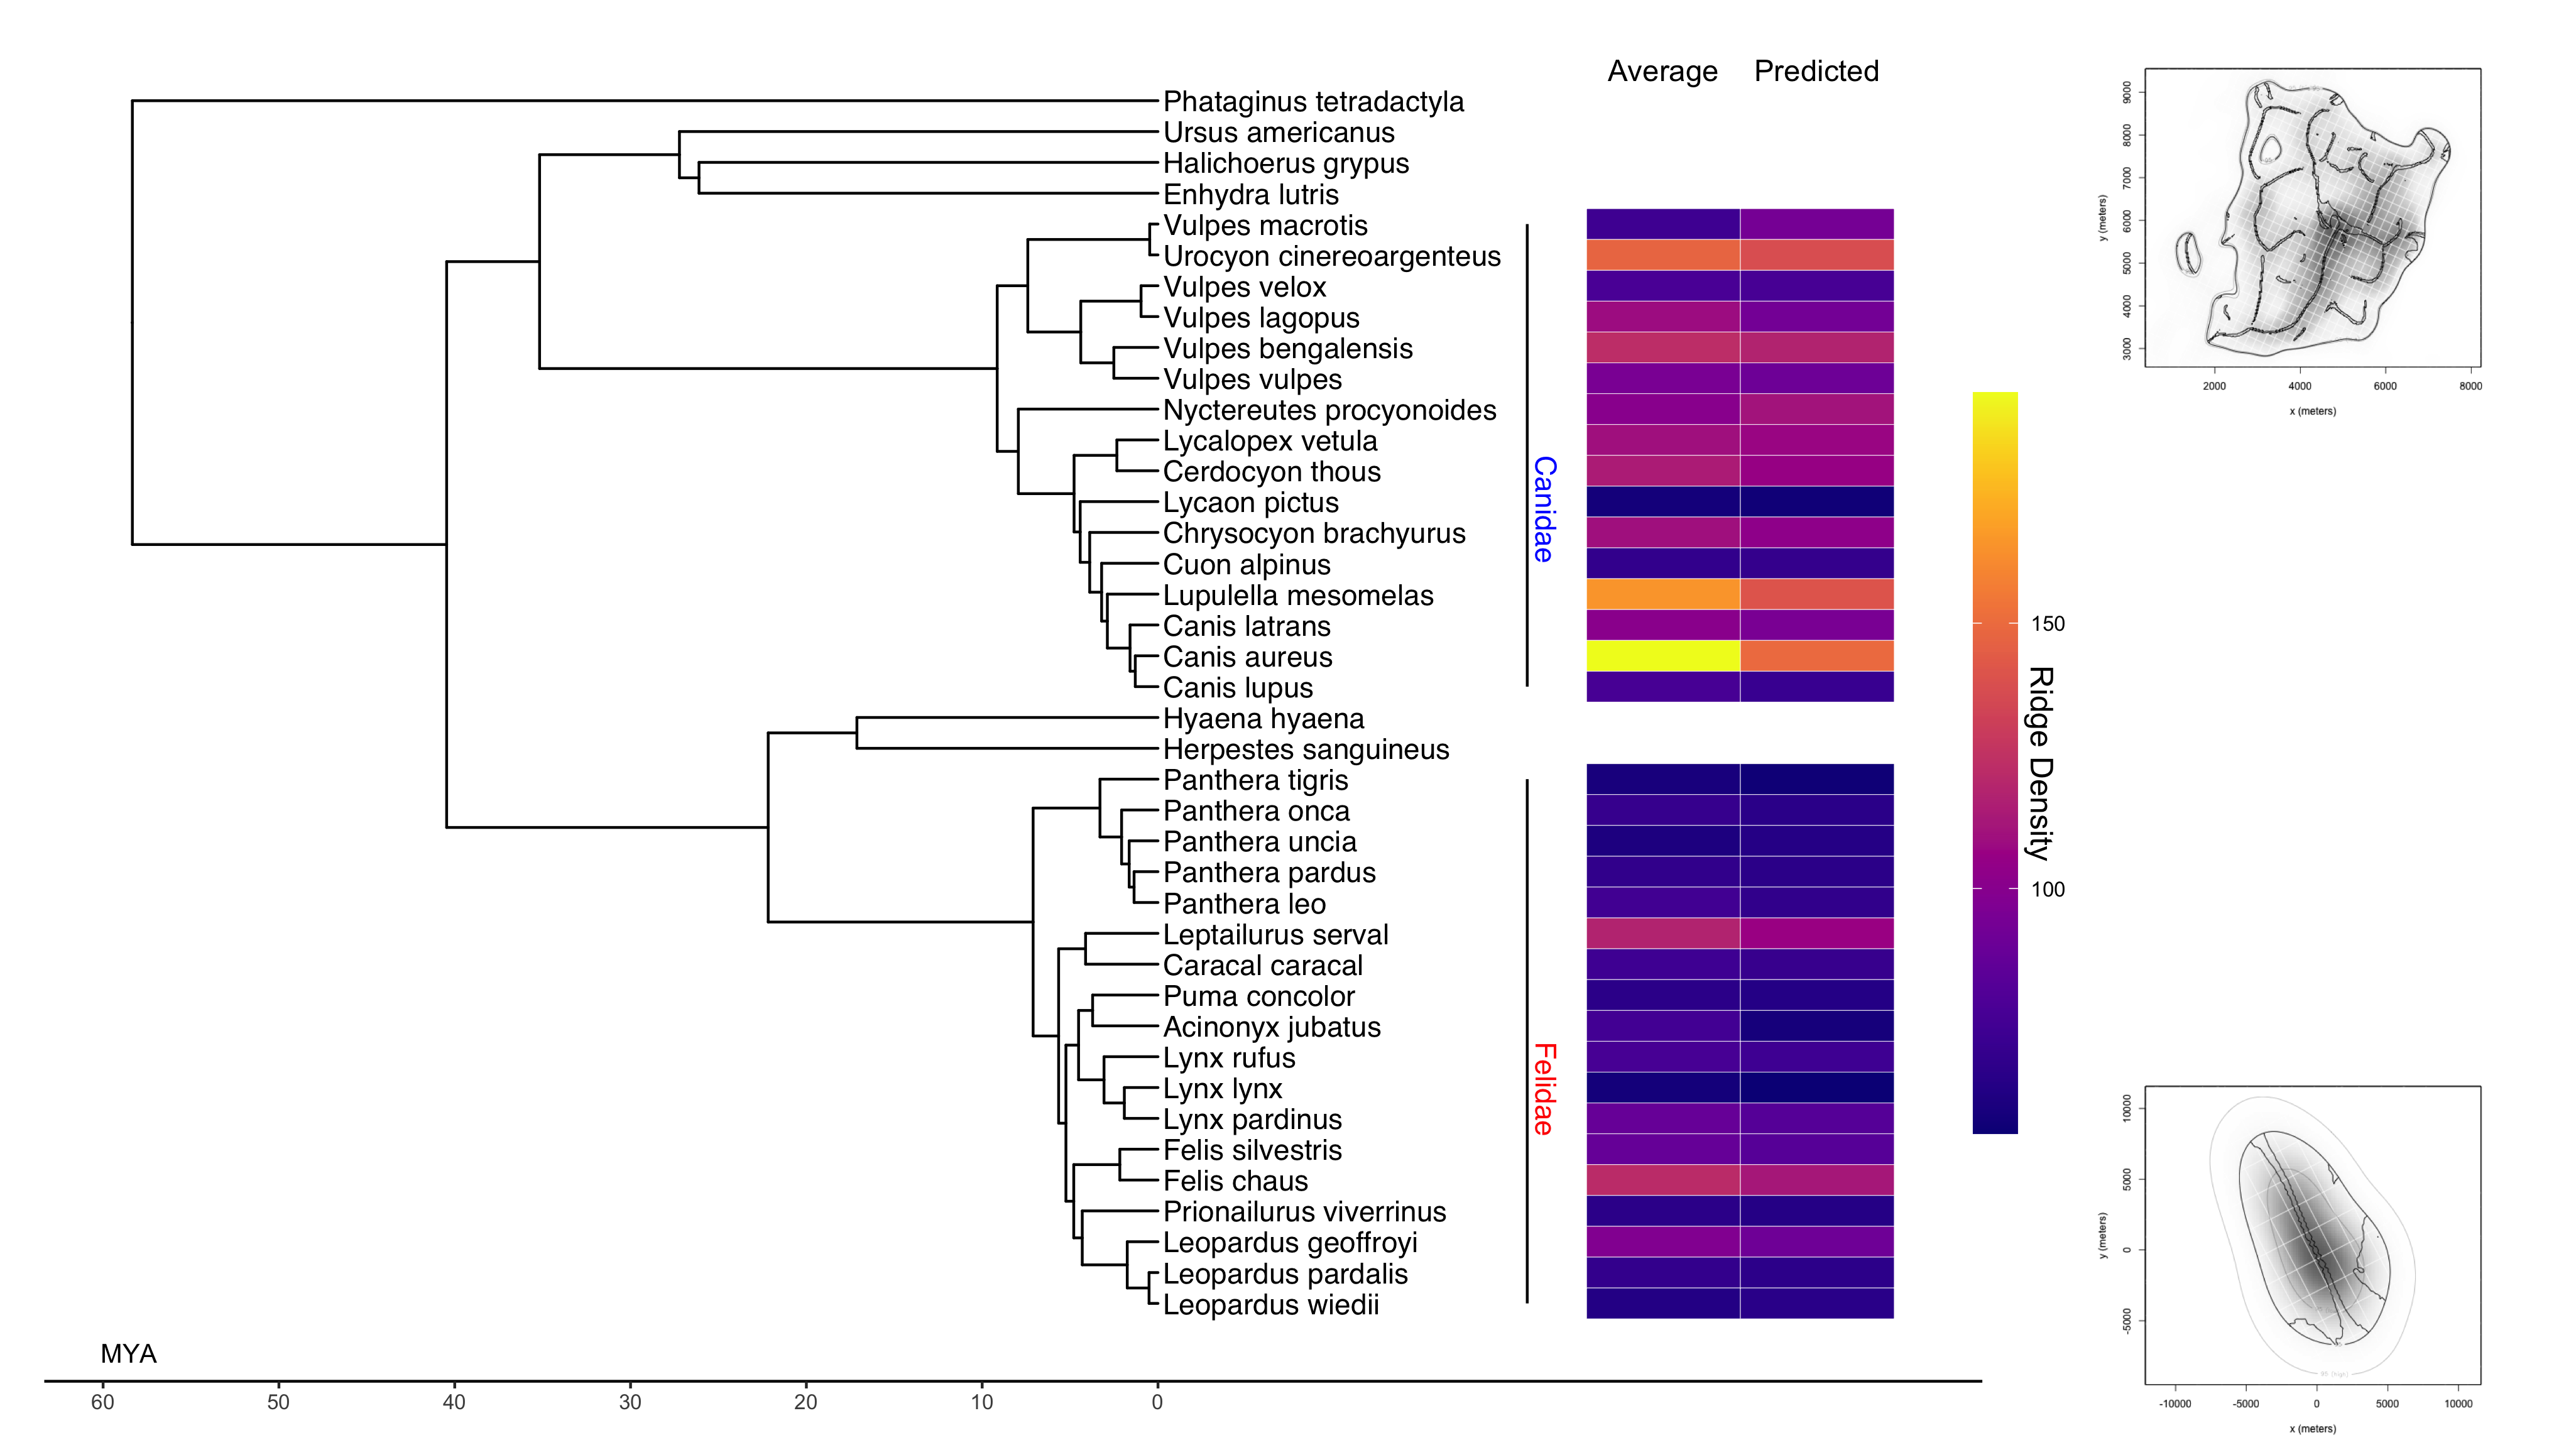 Average Predicted
Phataginus tetradactyla
Ursus americanus
Halichoerus grypus
Enhydra lutris
Vulpes macrotis
Urocyon cinereoargenteus
Vulpes velox
Vulpes lagopus
Vulpes bengalensis
Vulpes vulpes
Nyctereutes procyonoides
Lycalopex vetula
Cerdocyon thous
Lycaon pictus
Chrysocyon brachyurus
Cuon alpinus
Lupulella mesomelas
Canis latrans
Canis aureus
Canis lupus
Hyaena hyaena
Herpestes sanguineus
Panthera tigris
Panthera onca
Panthera uncia
Panthera pardus
Panthera leo
Leptailurus serval
Caracal caracal
Puma concolor
Acinonyx jubatus
Lynx rufus
Lynx lynx
Lynx pardinus
Felis silvestris
Felis chaus
Prionailurus viverrinus
Leopardus geoffroyi
Leopardus pardalis
Leopardus wiedii
Canidae
Felidae
MYA
60 50 40 30 20 10 0
150
100
Ridge Density
9000
8000
7000
6000
5000
4000
3000
y (meters)
2000 4000 6000 8000
x (meters)
10000
5000
0
-5000
y (meters)
-10000 -5000 0 5000 10000
x (meters)